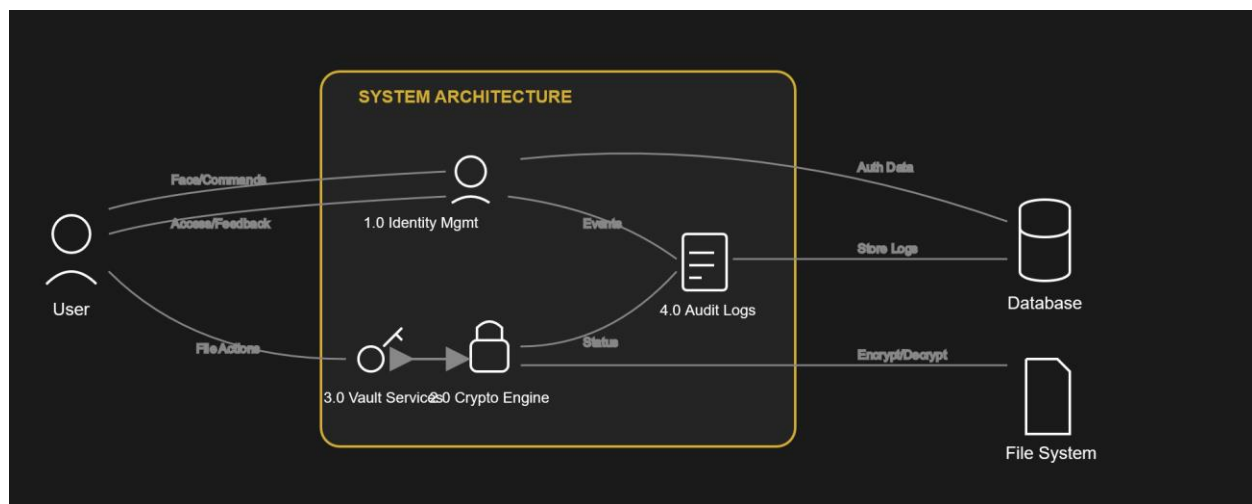 SYSTEM ARCHITECTURE
Face/Commands
Auth Data
Access/Feedback
1.0 Identity Mgmt
Events
Store Logs
User
4.0 Audit Logs
Database
File Actions
Status
Encrypt/Decrypt
3.0 Vault Services
2.0 Crypto Engine
File System